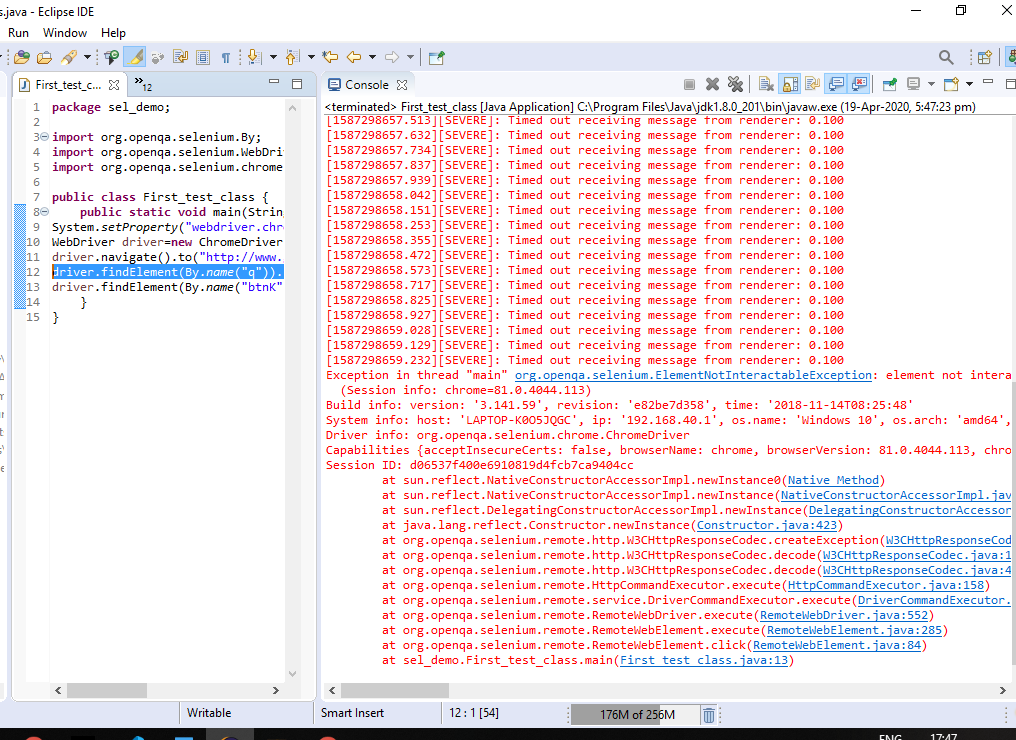 s.java - Eclipse IDE
Run Window Help
First_test_c...
»12
Console
<terminated> First_test_class [Java Application] C:\Program Files\Java\jdk1.8.0_201\bin\javaw.exe (19-Apr-2020, 5:47:23 pm)
1 package sel_demo;
2
3 import org.openqa.selenium.By;
4 import org.openqa.selenium.WebDri
5 import org.openqa.selenium.chrome
6
7 public class First_test_class {
8 public static void main(Strin
9 System.setProperty("webdriver.chr
10 WebDriver driver=new ChromeDriver
11 driver.navigate().to("http://www.
12 driver.findElement(By.name("q")).
13 driver.findElement(By.name("btnK"
14 }
15 }
[1587298657.513][SEVERE]: Timed out receiving message from renderer: 0.100
[1587298657.632][SEVERE]: Timed out receiving message from renderer: 0.100
[1587298657.734][SEVERE]: Timed out receiving message from renderer: 0.100
[1587298657.837][SEVERE]: Timed out receiving message from renderer: 0.100
[1587298657.939][SEVERE]: Timed out receiving message from renderer: 0.100
[1587298658.042][SEVERE]: Timed out receiving message from renderer: 0.100
[1587298658.151][SEVERE]: Timed out receiving message from renderer: 0.100
[1587298658.253][SEVERE]: Timed out receiving message from renderer: 0.100
[1587298658.355][SEVERE]: Timed out receiving message from renderer: 0.100
[1587298658.472][SEVERE]: Timed out receiving message from renderer: 0.100
[1587298658.573][SEVERE]: Timed out receiving message from renderer: 0.100
[1587298658.717][SEVERE]: Timed out receiving message from renderer: 0.100
[1587298658.825][SEVERE]: Timed out receiving message from renderer: 0.100
[1587298658.927][SEVERE]: Timed out receiving message from renderer: 0.100
[1587298659.028][SEVERE]: Timed out receiving message from renderer: 0.100
[1587298659.129][SEVERE]: Timed out receiving message from renderer: 0.100
[1587298659.232][SEVERE]: Timed out receiving message from renderer: 0.100
Exception in thread "main" org.openqa.selenium.ElementNotInteractableException: element not intera
(Session info: chrome=81.0.4044.113)
Build info: version: '3.141.59', revision: 'e82be7d358', time: '2018-11-14T08:25:48'
System info: host: 'LAPTOP-K0O5JQGC', ip: '192.168.40.1', os.name: 'Windows 10', os.arch: 'amd64',
Driver info: org.openqa.selenium.chrome.ChromeDriver
Capabilities {acceptInsecureCerts: false, browserName: chrome, browserVersion: 81.0.4044.113, chro
Session ID: d06537f400e6910819d4fcb7ca9404cc
at sun.reflect.NativeConstructorAccessorImpl.newInstance0(Native Method)
at sun.reflect.NativeConstructorAccessorImpl.newInstance(NativeConstructorAccessorImpl.jav
at sun.reflect.DelegatingConstructorAccessorImpl.newInstance(DelegatingConstructorAccessor
at java.lang.reflect.Constructor.newInstance(Constructor.java:423)
at org.openqa.selenium.remote.http.W3CHttpResponseCodec.createException(W3CHttpResponseCod
at org.openqa.selenium.remote.http.W3CHttpResponseCodec.decode(W3CHttpResponseCodec.java:1
at org.openqa.selenium.remote.http.W3CHttpResponseCodec.decode(W3CHttpResponseCodec.java:4
at org.openqa.selenium.remote.HttpCommandExecutor.execute(HttpCommandExecutor.java:158)
at org.openqa.selenium.remote.service.DriverCommandExecutor.execute(DriverCommandExecutor.
at org.openqa.selenium.remote.RemoteWebDriver.execute(RemoteWebDriver.java:552)
at org.openqa.selenium.remote.RemoteWebElement.execute(RemoteWebElement.java:285)
at org.openqa.selenium.remote.RemoteWebElement.click(RemoteWebElement.java:84)
at sel_demo.First_test_class.main(First_test_class.java:13)
Writable
Smart Insert
12 : 1 [54]
176M of 256M
ENG 17:47